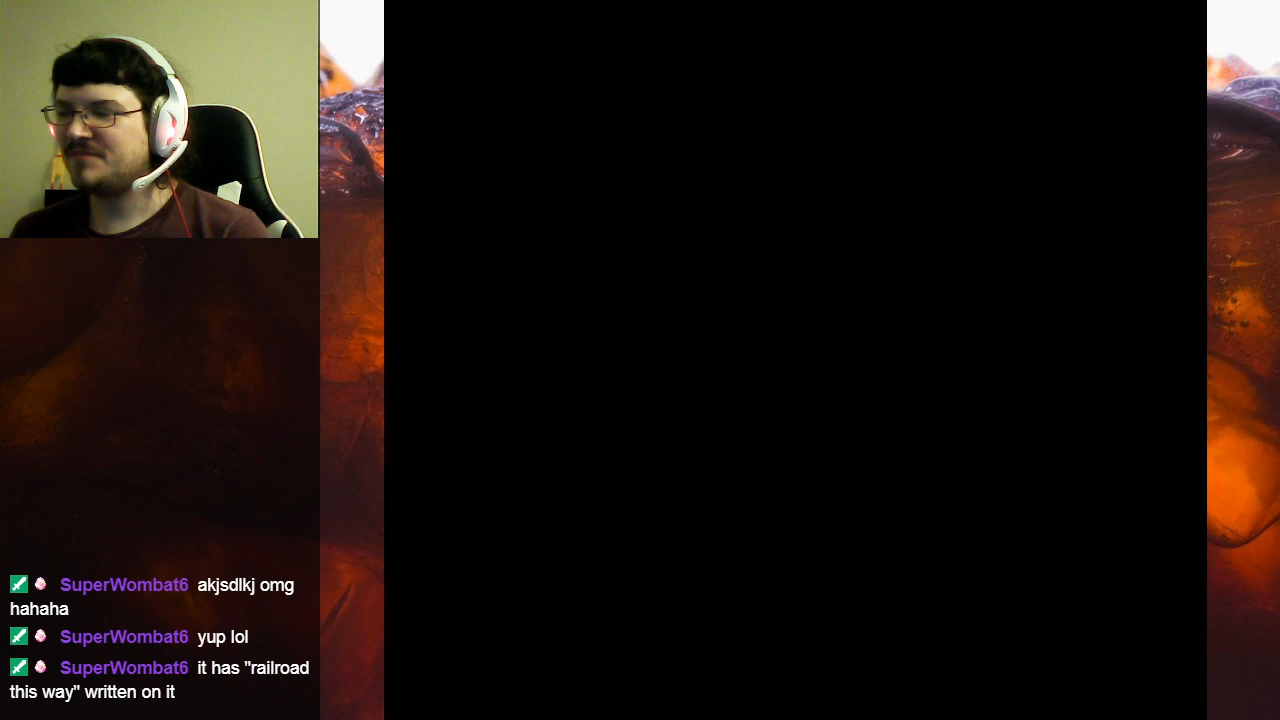 SuperWombat6 akjsdlkj omg
hahaha
SuperWombat6 yup lol
SuperWombat6 it has "railroad
this way" written on it